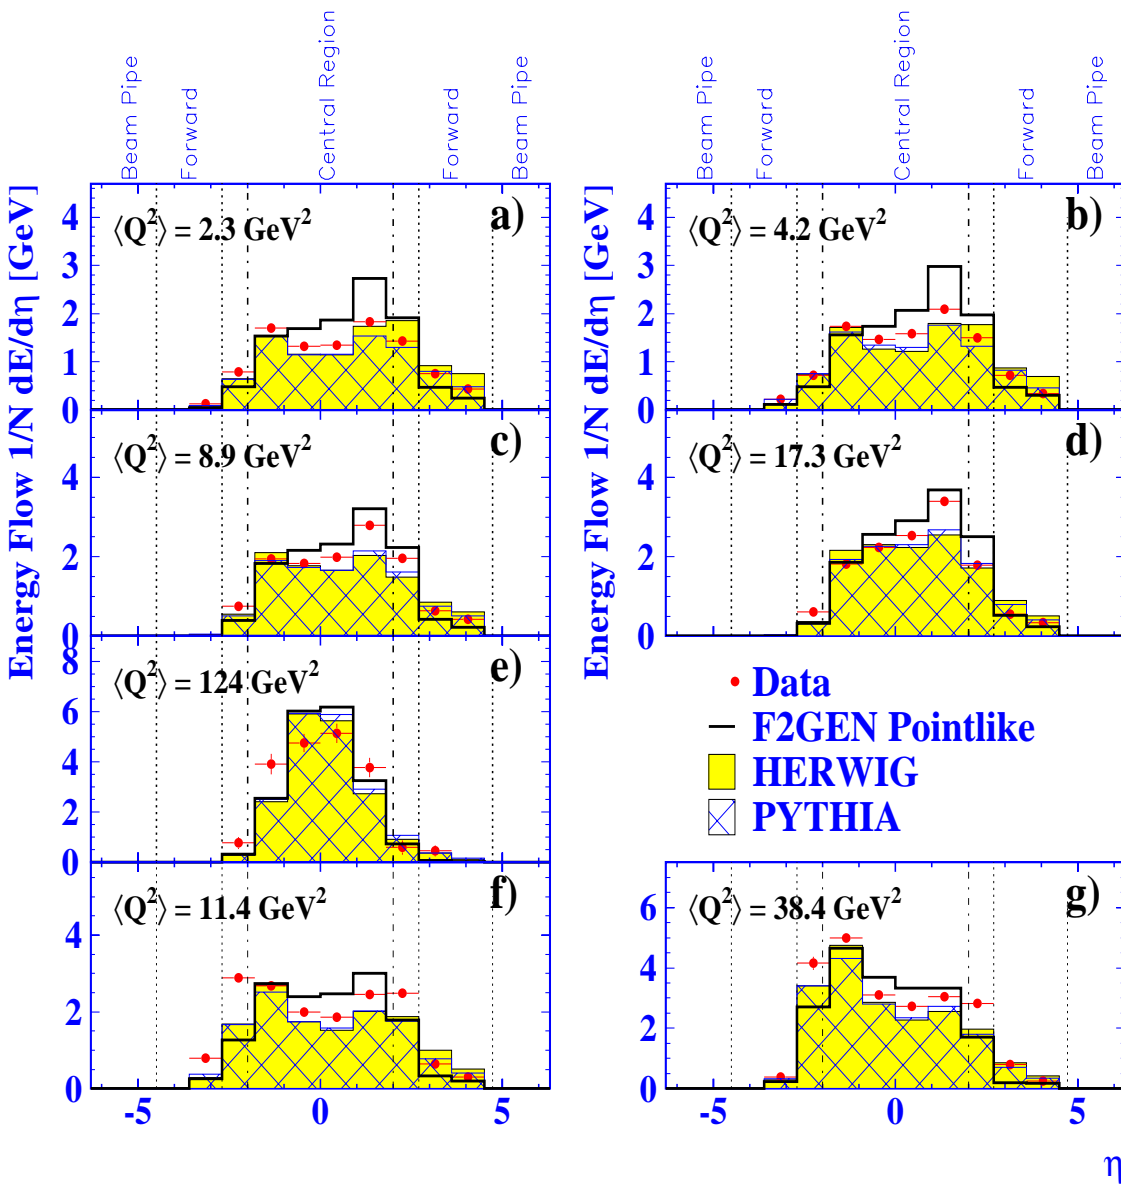 Beam Pipe
Forward
Central Region
Forward
Beam Pipe
Beam Pipe
Forward
Central Region
Forward
Beam Pipe
Energy Flow 1/N dE/dη [GeV]
Energy Flow 1/N dE/dη [GeV]
4
3
2
1
0
⟨Q²⟩ = 2.3 GeV²
a)
4
3
2
1
0
⟨Q²⟩ = 4.2 GeV²
b)
4
2
0
⟨Q²⟩ = 8.9 GeV²
c)
4
2
0
⟨Q²⟩ = 17.3 GeV²
d)
8
6
4
2
0
⟨Q²⟩ = 124 GeV²
e)
Data
F2GEN Pointlike
HERWIG
PYTHIA
4
2
0
⟨Q²⟩ = 11.4 GeV²
f)
-5
0
5
6
4
2
0
⟨Q²⟩ = 38.4 GeV²
g)
-5
0
5
η